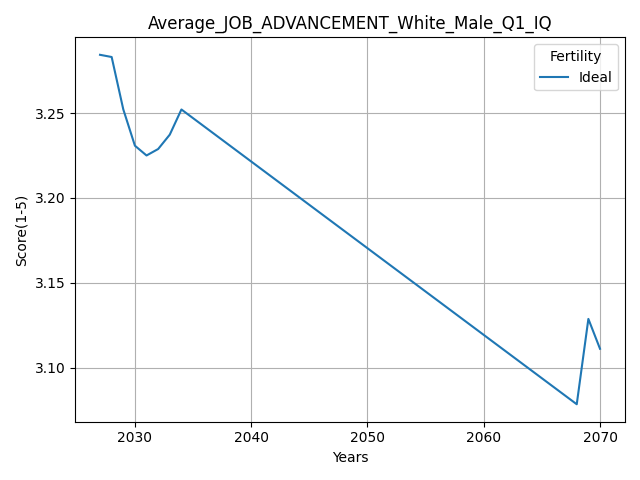 Average_JOB_ADVANCEMENT_White_Male_Q1_IQ
Fertility
Ideal
3.25
3.20
3.15
3.10
Score(1-5)
2030 2040 2050 2060 2070
Years